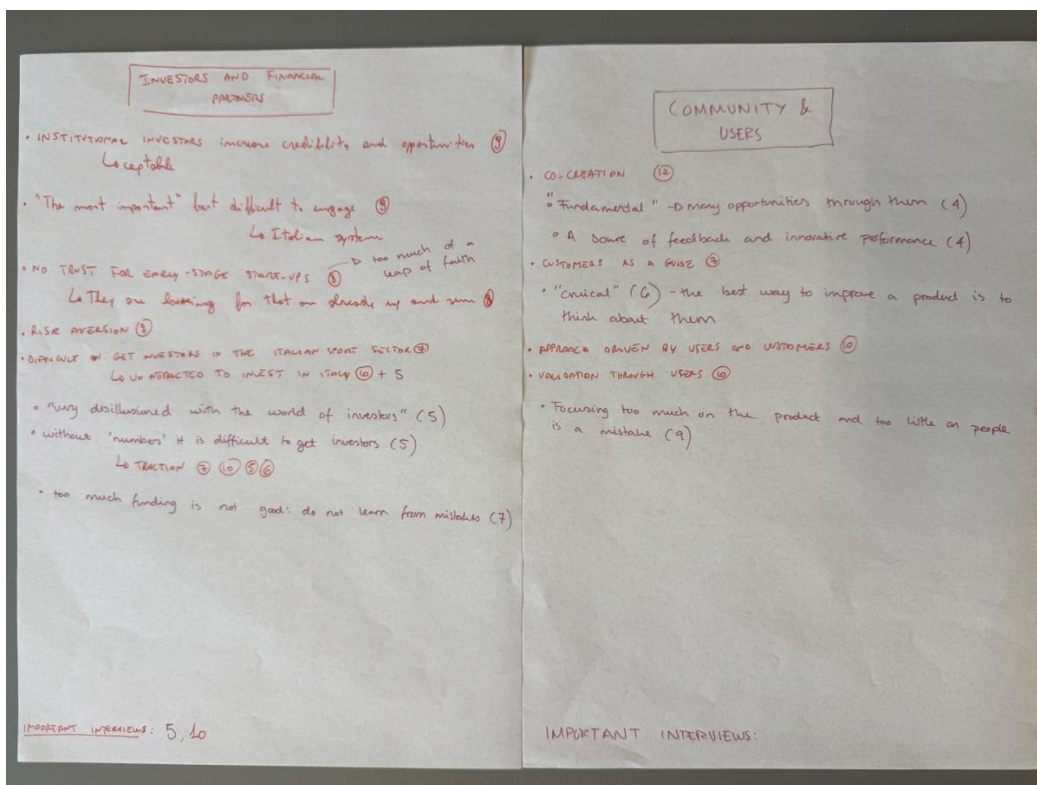 INVESTORS AND FINANCIAL
PARTNERS
• INSTITUTIONAL INVESTORS increase credibility and opportunities ⑨
↳ ceptable
• "The most important" but difficult to engage
↳ Italian system
• NO TRUST FOR EARLY-STAGE START-UPS ⑧ → too much of a
leap of faith
↳ They are looking for that are already up and run ⑧
• RISK AVERSION
• DIFFICULT GET INVESTORS IN THE ITALIAN SECTOR ⑦
↳ ATTRACTED TO INVEST IN ITALY ⑩ + 5
• "very disillusioned with the world of investors" (5)
• without 'numbers' it is difficult to get investors (5)
↳ TRACTION ⑦ ⑩ ⑤ ⑥
• too much funding is not good: do not learn from mistakes (7)
IMPORTANT INTERVIEWS: 5, 10
COMMUNITY &
USERS
• CO-CREATION ⑫
• "Fundamental" → many opportunities through them (4)
• A source of feedback and innovative performance (4)
• CUSTOMERS AS A GUIDE ⑦
• "Crucial" (6) - the best way to improve a product is to
think about them
• APPROACH DRIVEN BY USERS AND CUSTOMERS ⑩
• VALIDATION THROUGH USERS ⑩
• Focusing too much on the product and too little on people
is a mistake (9)
IMPORTANT INTERVIEWS: